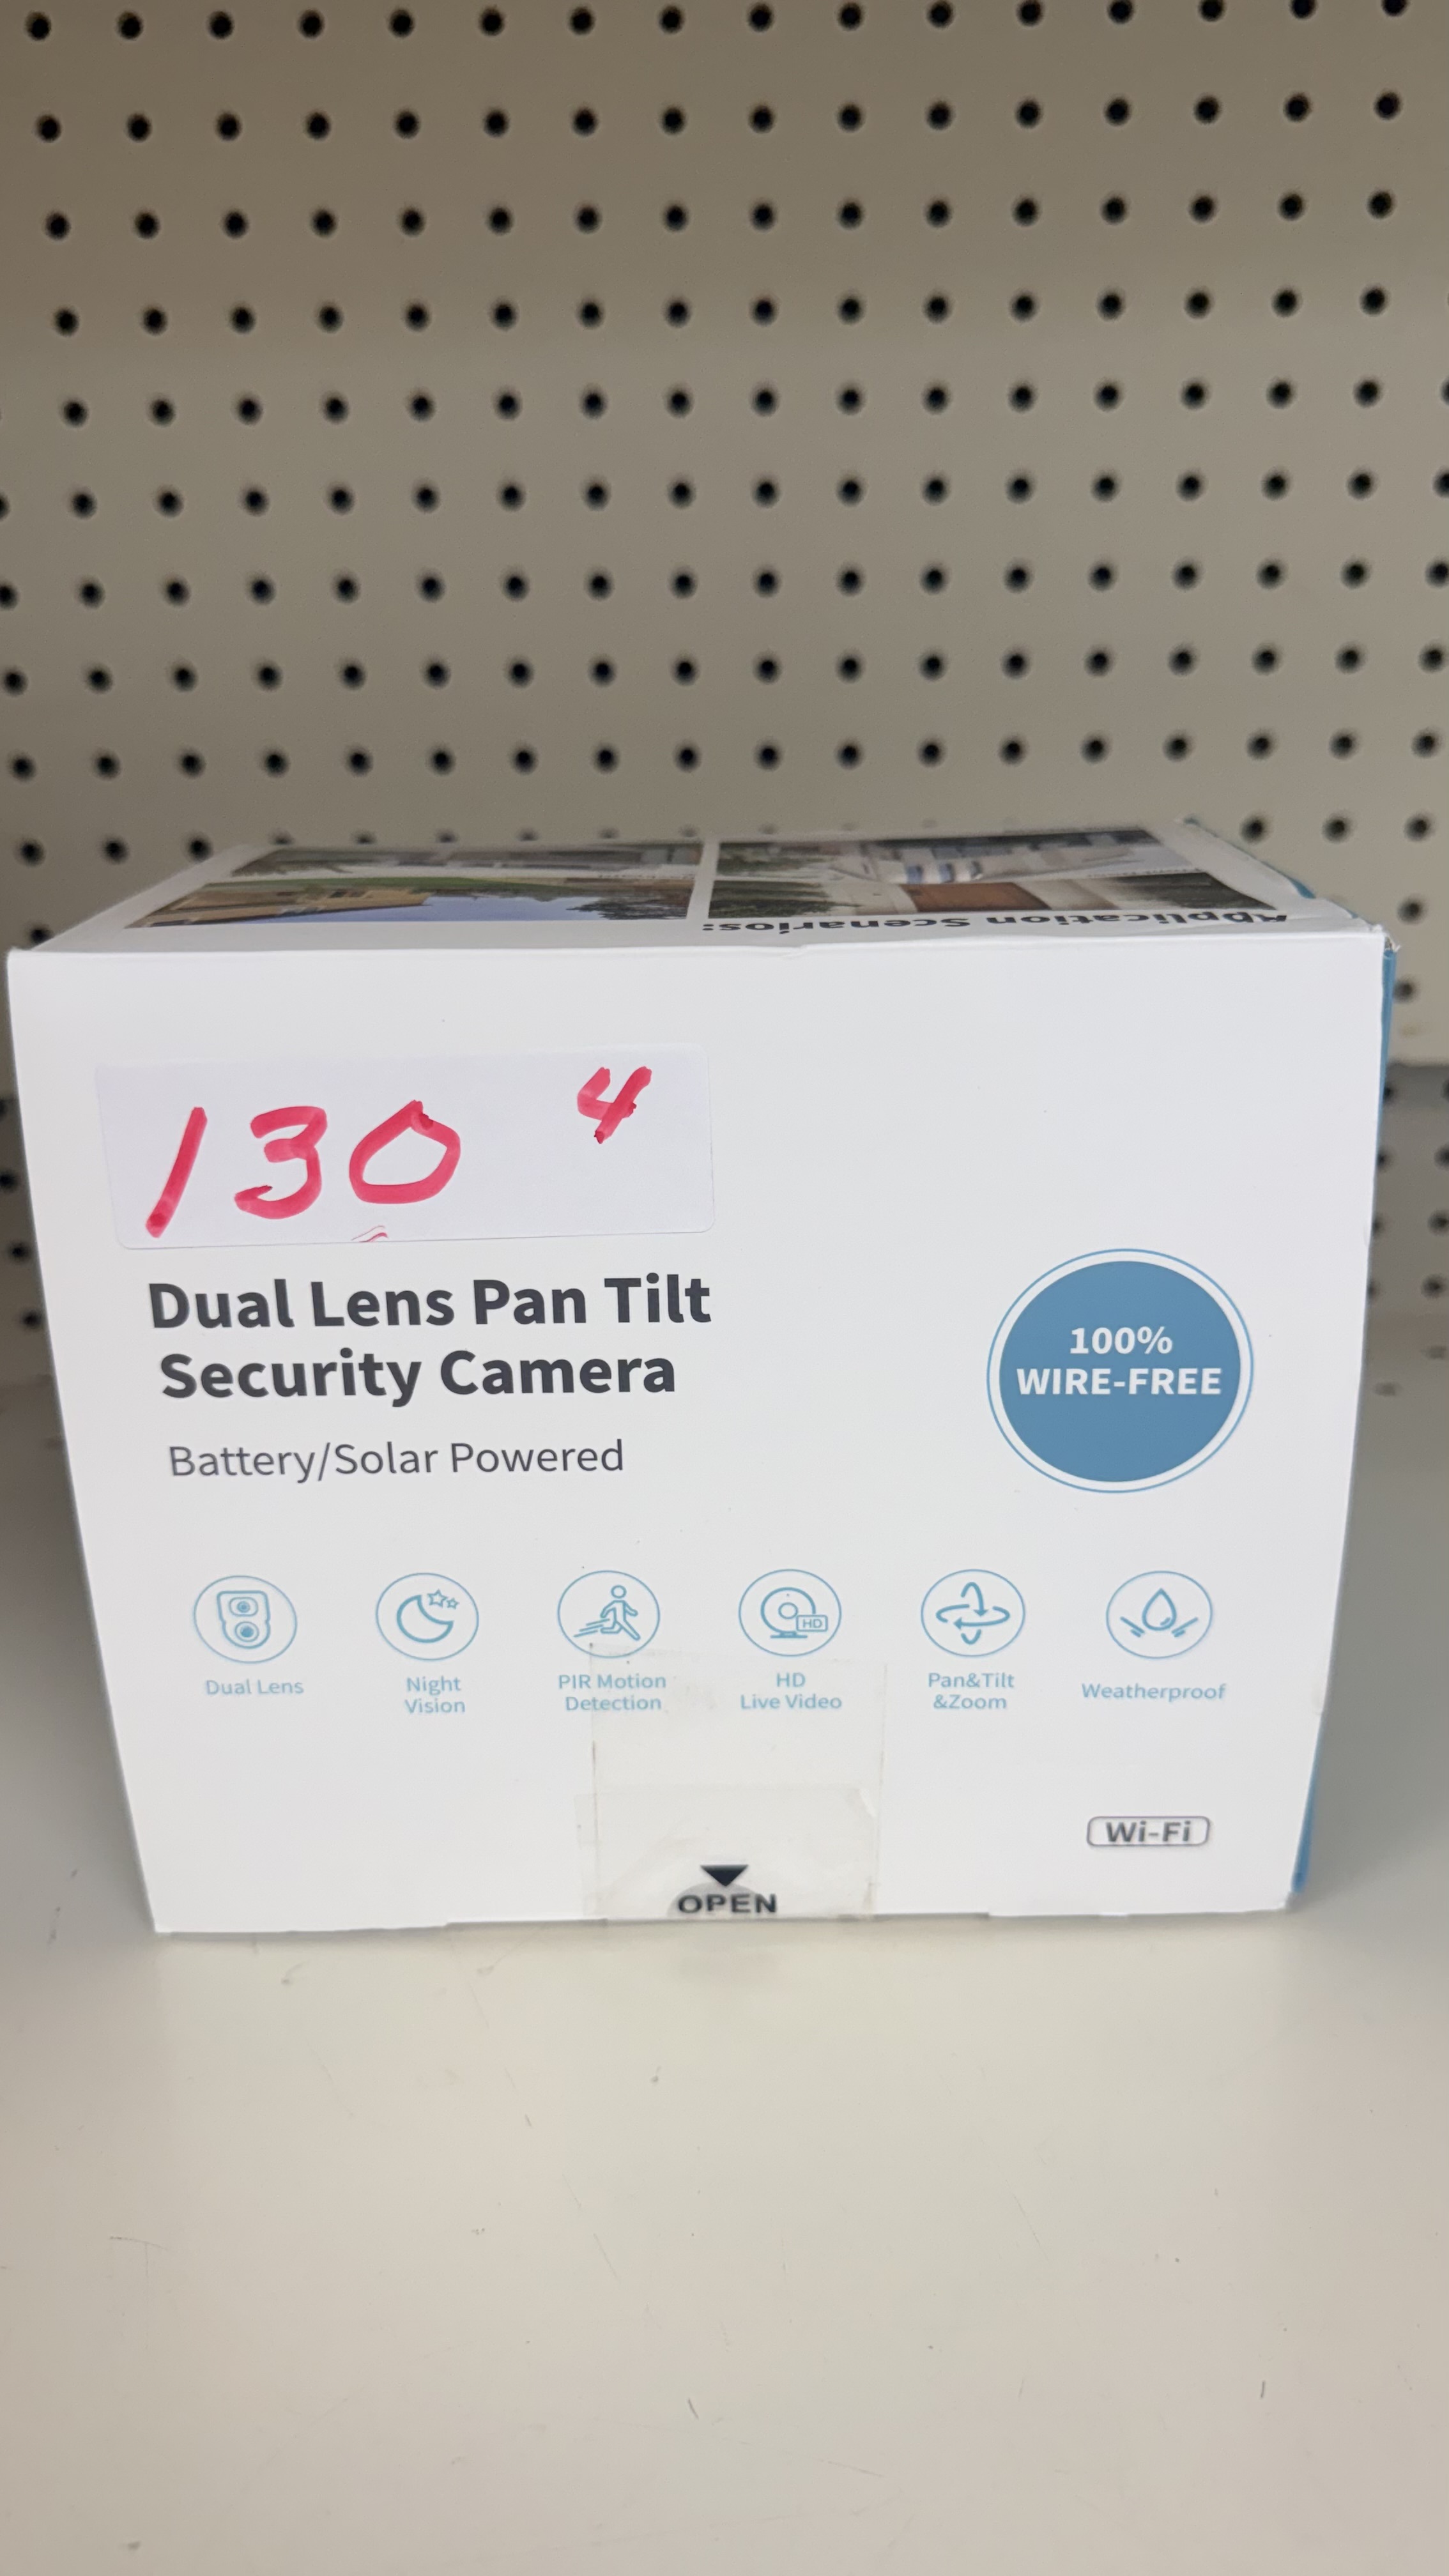 Application Scenarios:
130 4
Dual Lens Pan Tilt
Security Camera
Battery/Solar Powered
100%
WIRE-FREE
HD
Dual Lens
Night
Vision
PIR Motion
Detection
HD
Live Video
Pan&Tilt
&Zoom
Weatherproof
Wi-Fi
OPEN